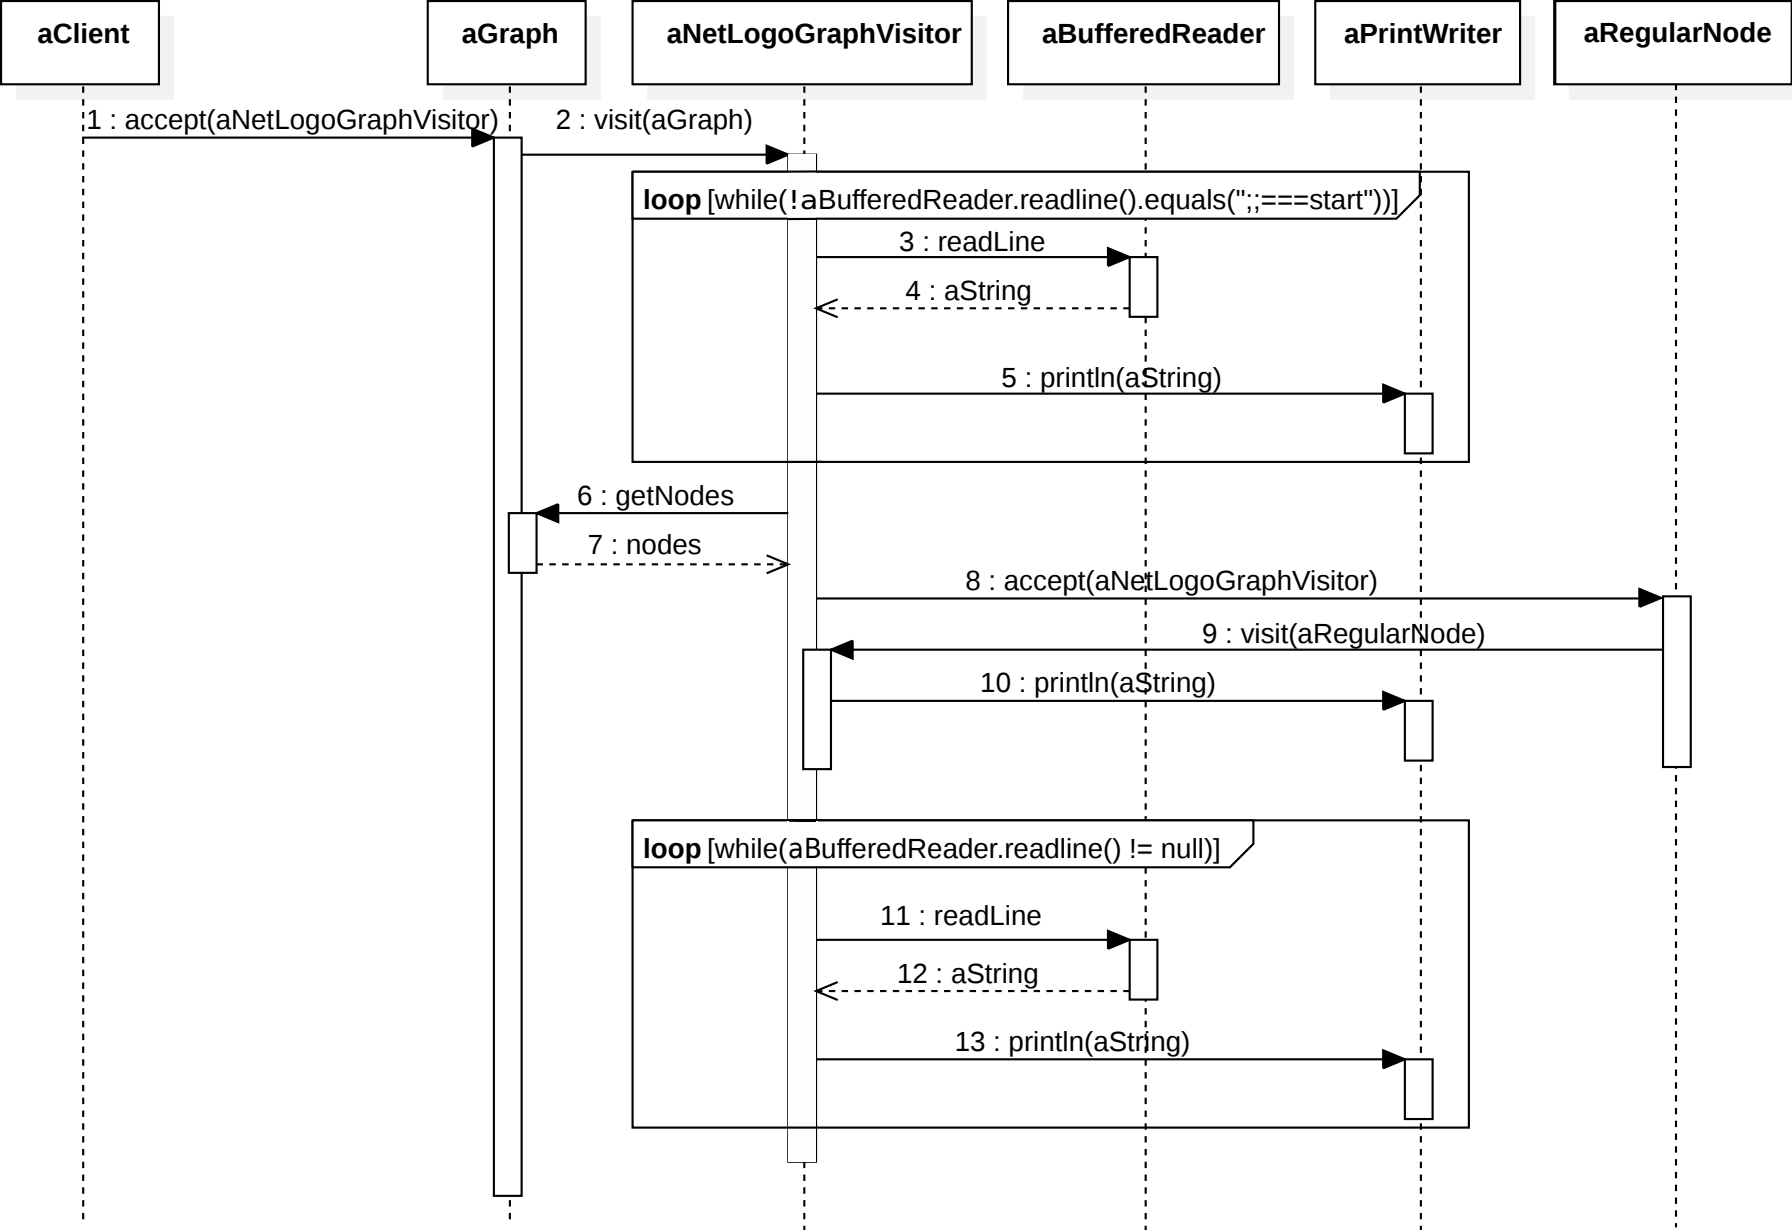 aClient
aGraph
aNetLogoGraphVisitor
aBufferedReader
aPrintWriter
aRegularNode
1 : accept(aNetLogoGraphVisitor)
2 : visit(aGraph)
loop [while(!aBufferedReader.readline().equals(";;===start"))]
3 : readLine
4 : aString
5 : println(aString)
6 : getNodes
7 : nodes
8 : accept(aNetLogoGraphVisitor)
9 : visit(aRegularNode)
10 : println(aString)
loop [while(aBufferedReader.readline() != null)]
11 : readLine
12 : aString
13 : println(aString)